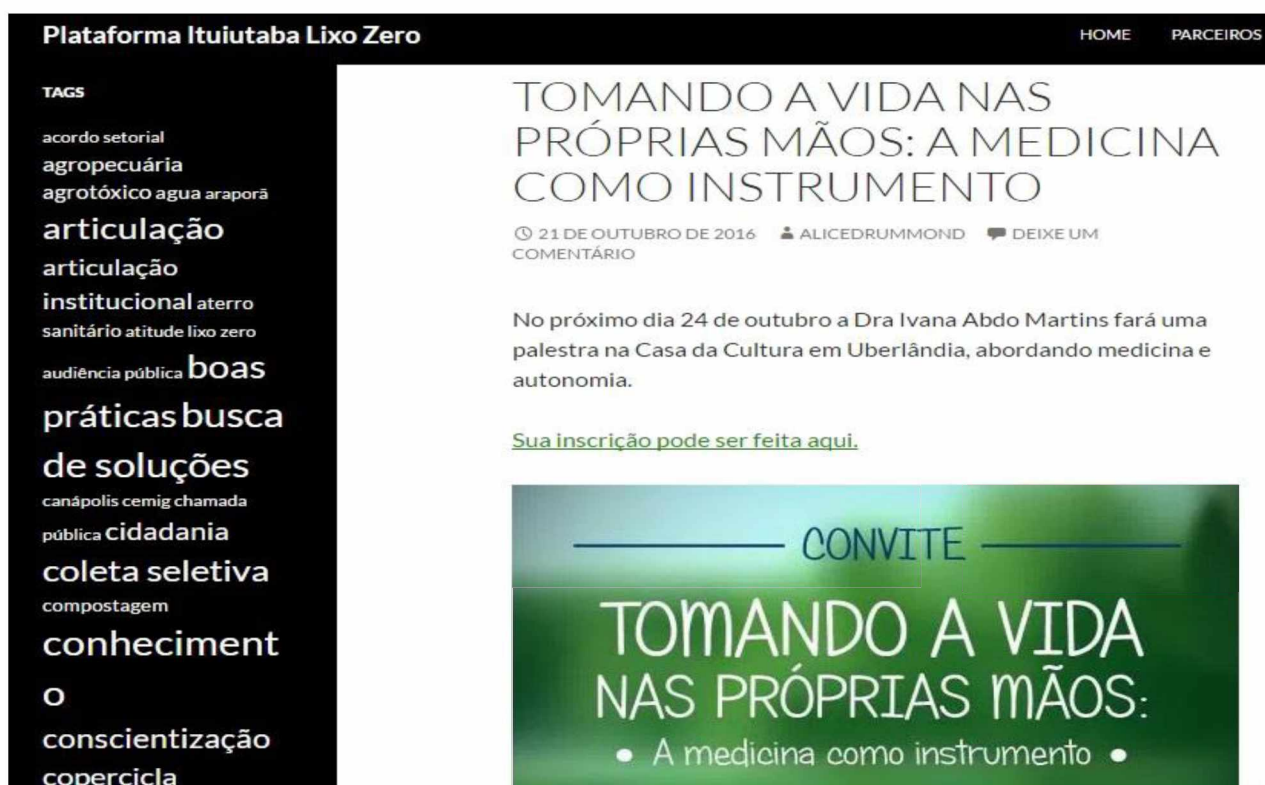 Plataforma Ituiutaba Lixo Zero
HOME PARCEIROS
TAGS
acordo setorial
agropecuária
agrotóxico agua araporã
articulação
articulação
institucional aterro
sanitário atitude lixo zero
audiência pública boas
práticas busca
de soluções
canápolis cemig chamada
pública cidadania
coleta seletiva
compostagem
conheciment
o
conscientização
copercicla
TOMANDO A VIDA NAS
PRÓPRIAS MÃOS: A MEDICINA
COMO INSTRUMENTO
21 DE OUTUBRO DE 2016 ALICEDRUMMOND DEIXE UM
COMENTÁRIO
No próximo dia 24 de outubro a Dra Ivana Abdo Martins fará uma
palestra na Casa da Cultura em Uberlândia, abordando medicina e
autonomia.
Sua inscrição pode ser feita aqui.
CONVITE
TOMANDO A VIDA
NAS PRÓPRIAS MÃOS:
• A medicina como instrumento •